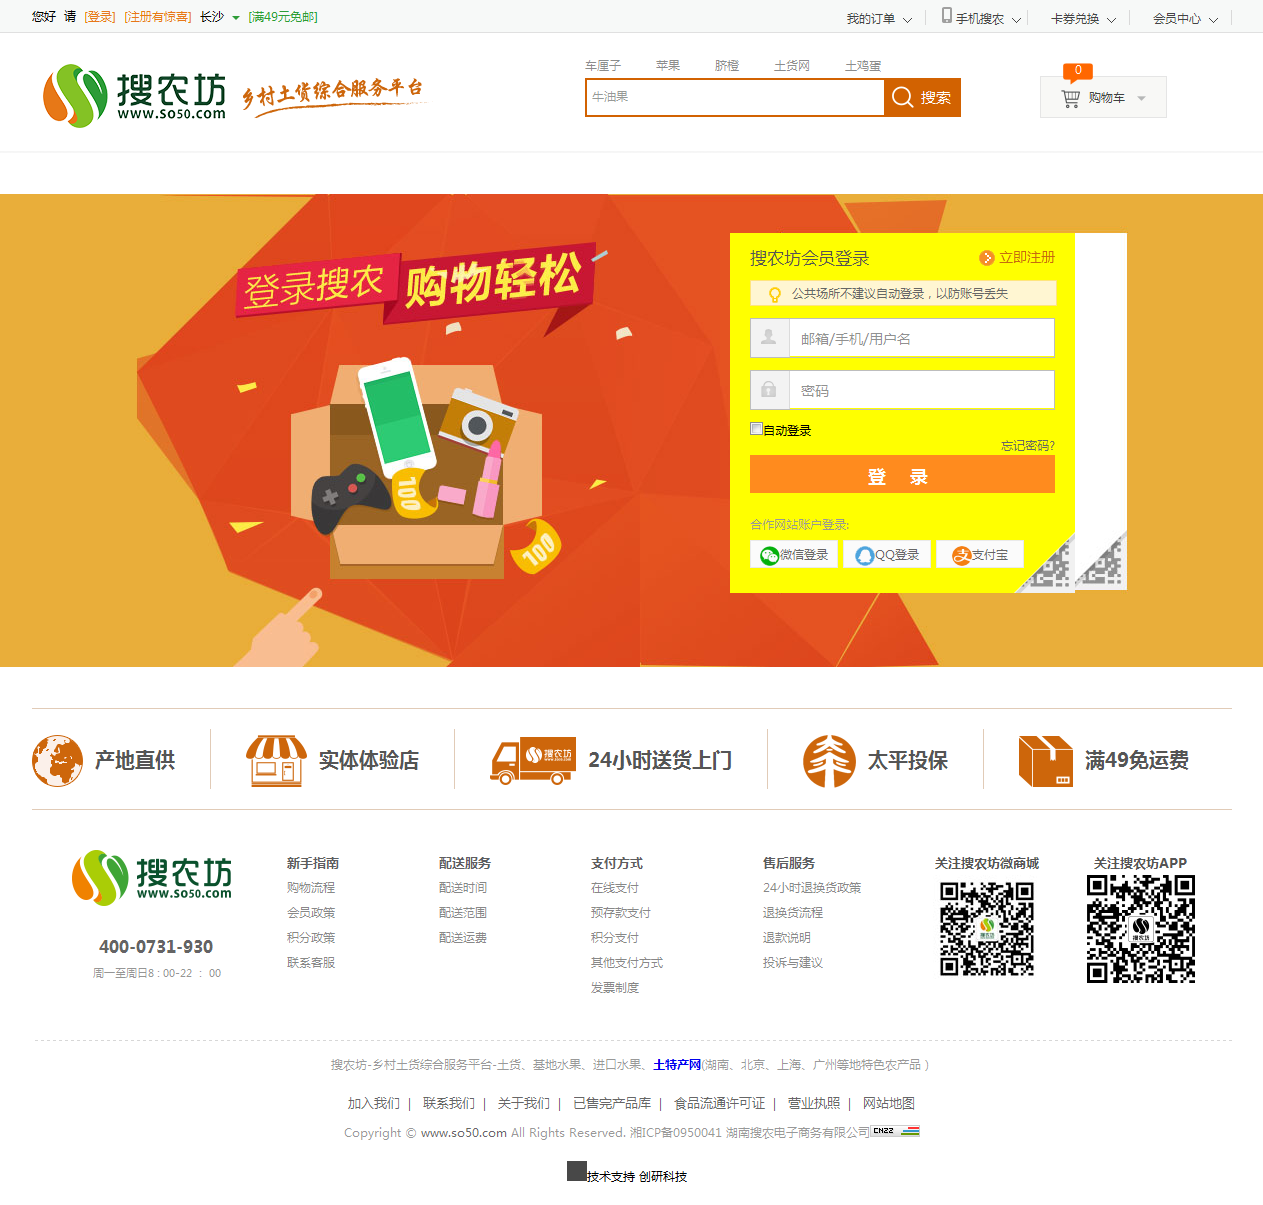 您好 请 [登录] [注册有惊喜] 长沙 [满49元免邮]
我的订单 手机搜农 卡券兑换 会员中心
车厘子 苹果 脐橙 土货网 土鸡蛋
搜农坊
www.so50.com
乡村土货综合服务平台
牛油果 搜索
0
购物车
登录搜农 购物轻松
搜农坊会员登录 立即注册
公共场所不建议自动登录，以防账号丢失
邮箱/手机/用户名
密码
自动登录
忘记密码?
登 录
100
100
合作网站账户登录:
微信登录 QQ登录 支付宝
产地直供 实体体验店 搜农坊 24小时送货上门 太平投保 满49免运费
搜农坊
www.so50.com
400-0731-930
周一至周日8 : 00-22 ： 00
新手指南
购物流程
会员政策
积分政策
联系客服
配送服务
配送时间
配送范围
配送运费
支付方式
在线支付
预存款支付
积分支付
其他支付方式
发票制度
售后服务
24小时退换货政策
退换货流程
退款说明
投诉与建议
关注搜农坊微商城
搜农坊
关注搜农坊APP
搜农坊
搜农坊-乡村土货综合服务平台-土货、基地水果、进口水果、土特产网(湖南、北京、上海、广州等地特色农产品 )
加入我们 | 联系我们 | 关于我们 | 已售完产品库 | 食品流通许可证 | 营业执照 | 网站地图
Copyright © www.so50.com All Rights Reserved. 湘ICP备0950041 湖南搜农电子商务有限公司 CNZZ
技术支持 创研科技